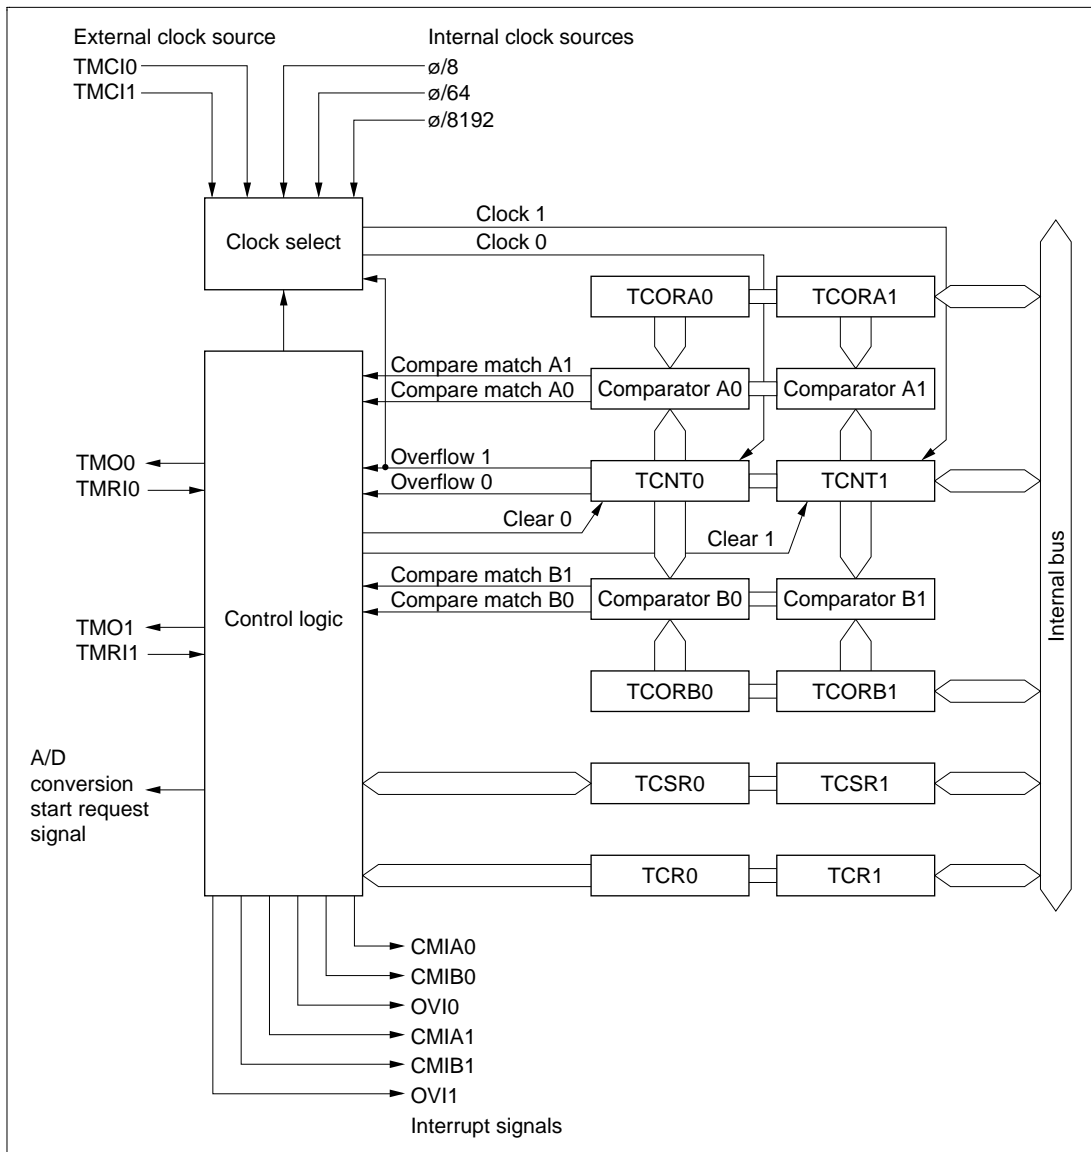 External clock source
Internal clock sources
TMCI0
ø/8
TMCI1
ø/64
ø/8192
Clock 1
Clock select
Clock 0
TCORA0
TCORA1
Compare match A1
Compare match A0
Comparator A0
Comparator A1
TMO0
Overflow 1
TCNT0
TCNT1
TMRI0
Overflow 0
Clear 0
Clear 1
Internal bus
Compare match B1
Compare match B0
Comparator B0
Comparator B1
Control logic
TMO1
TMRI1
TCORB0
TCORB1
A/D
conversion
start request
signal
TCSR0
TCSR1
TCR0
TCR1
CMIA0
CMIB0
OVI0
CMIA1
CMIB1
OVI1
Interrupt signals